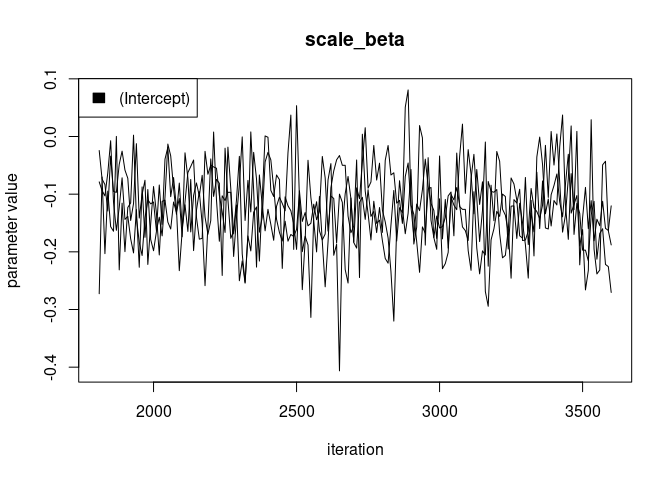 scale_beta
(Intercept)
0.1
0.0
-0.1
-0.2
-0.3
-0.4
parameter value
2000 2500 3000 3500
iteration